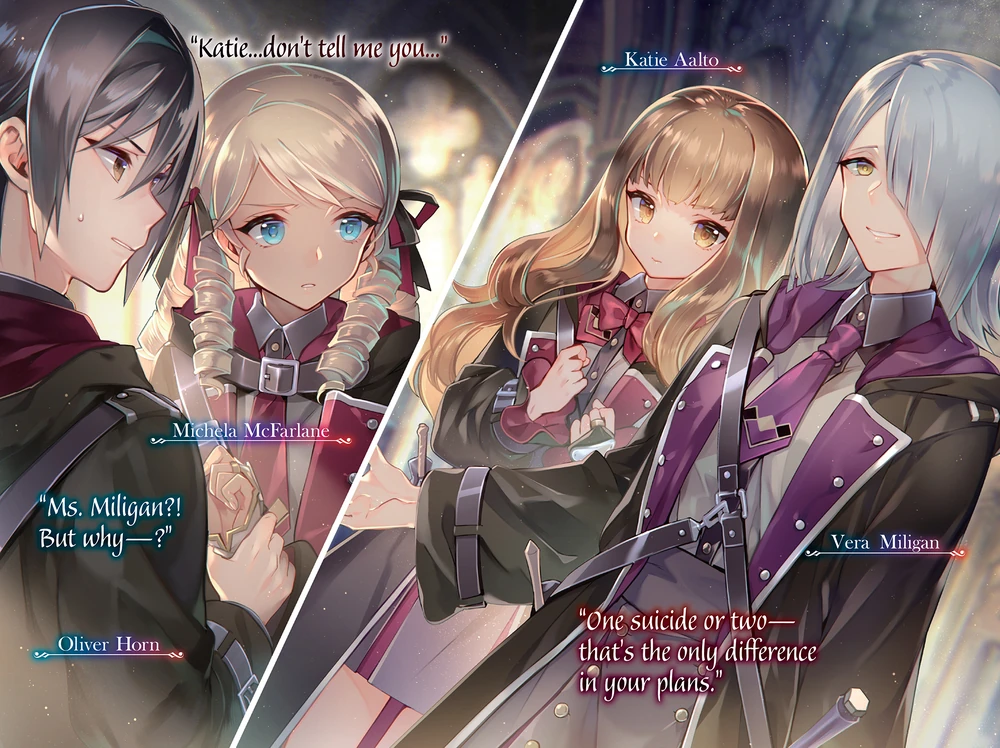 “Katie...don't tell me you...”
Michela McFarlane
“Ms. Miligan?!
But why—?”
Oliver Horn
Katie Aalto
Vera Miligan
“One suicide or two—
that's the only difference
in your plans.”